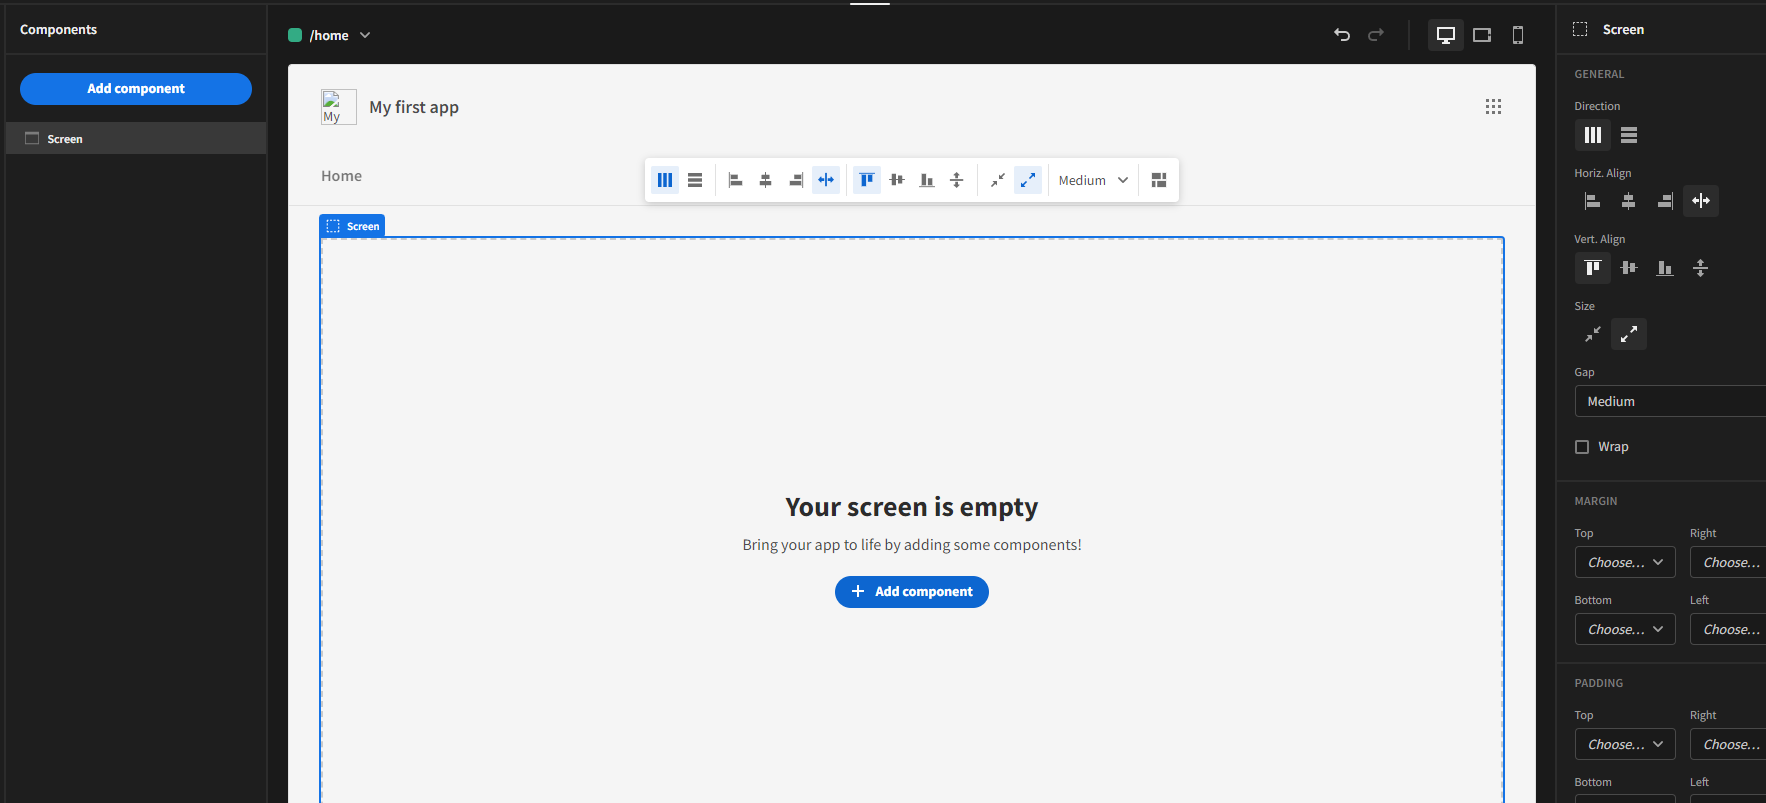 Components
Add component
Screen
/home
My
My first app
Home
Medium
Screen
Your screen is empty
Bring your app to life by adding some components!
Add component
Screen
GENERAL
Direction
Horiz. Align
Vert. Align
Size
Gap
Medium
Wrap
MARGIN
Top Right
Choose... Choose...
Bottom Left
Choose... Choose...
PADDING
Top Right
Choose... Choose...
Bottom Left